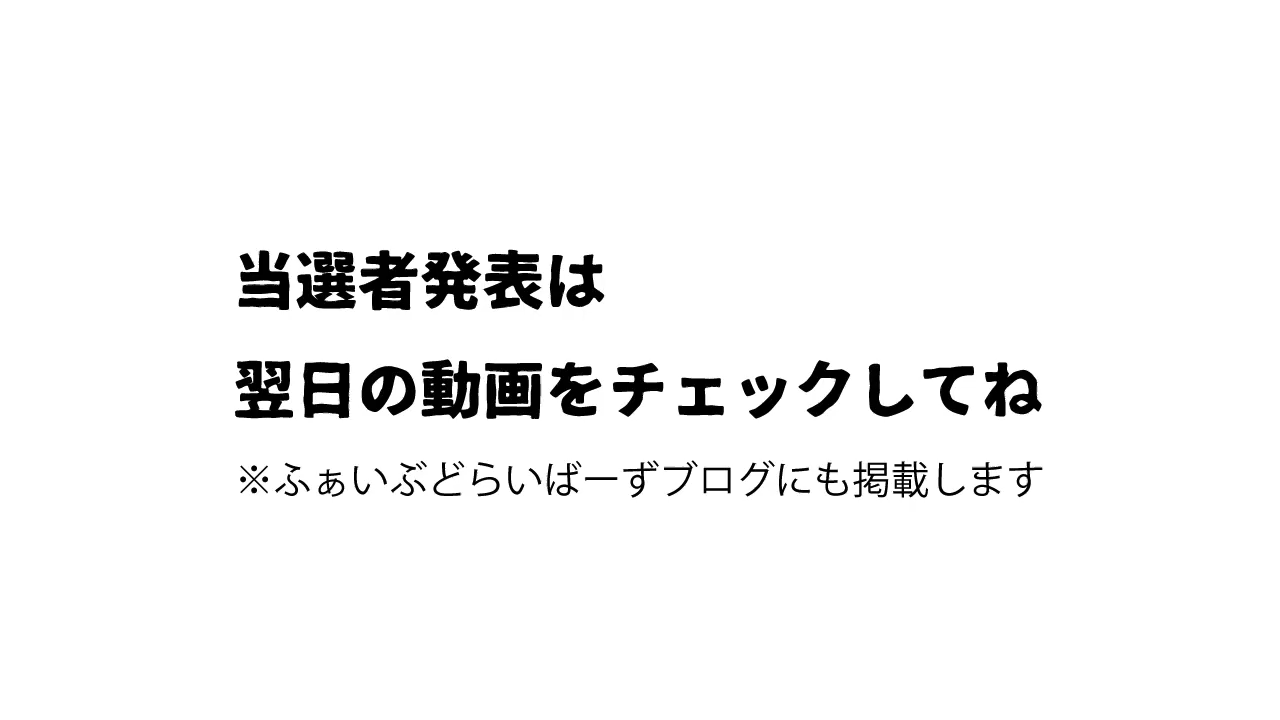 当選者発表は
翌日の動画をチェックしてね
※ふぁいぶどらいばーずブログにも掲載します